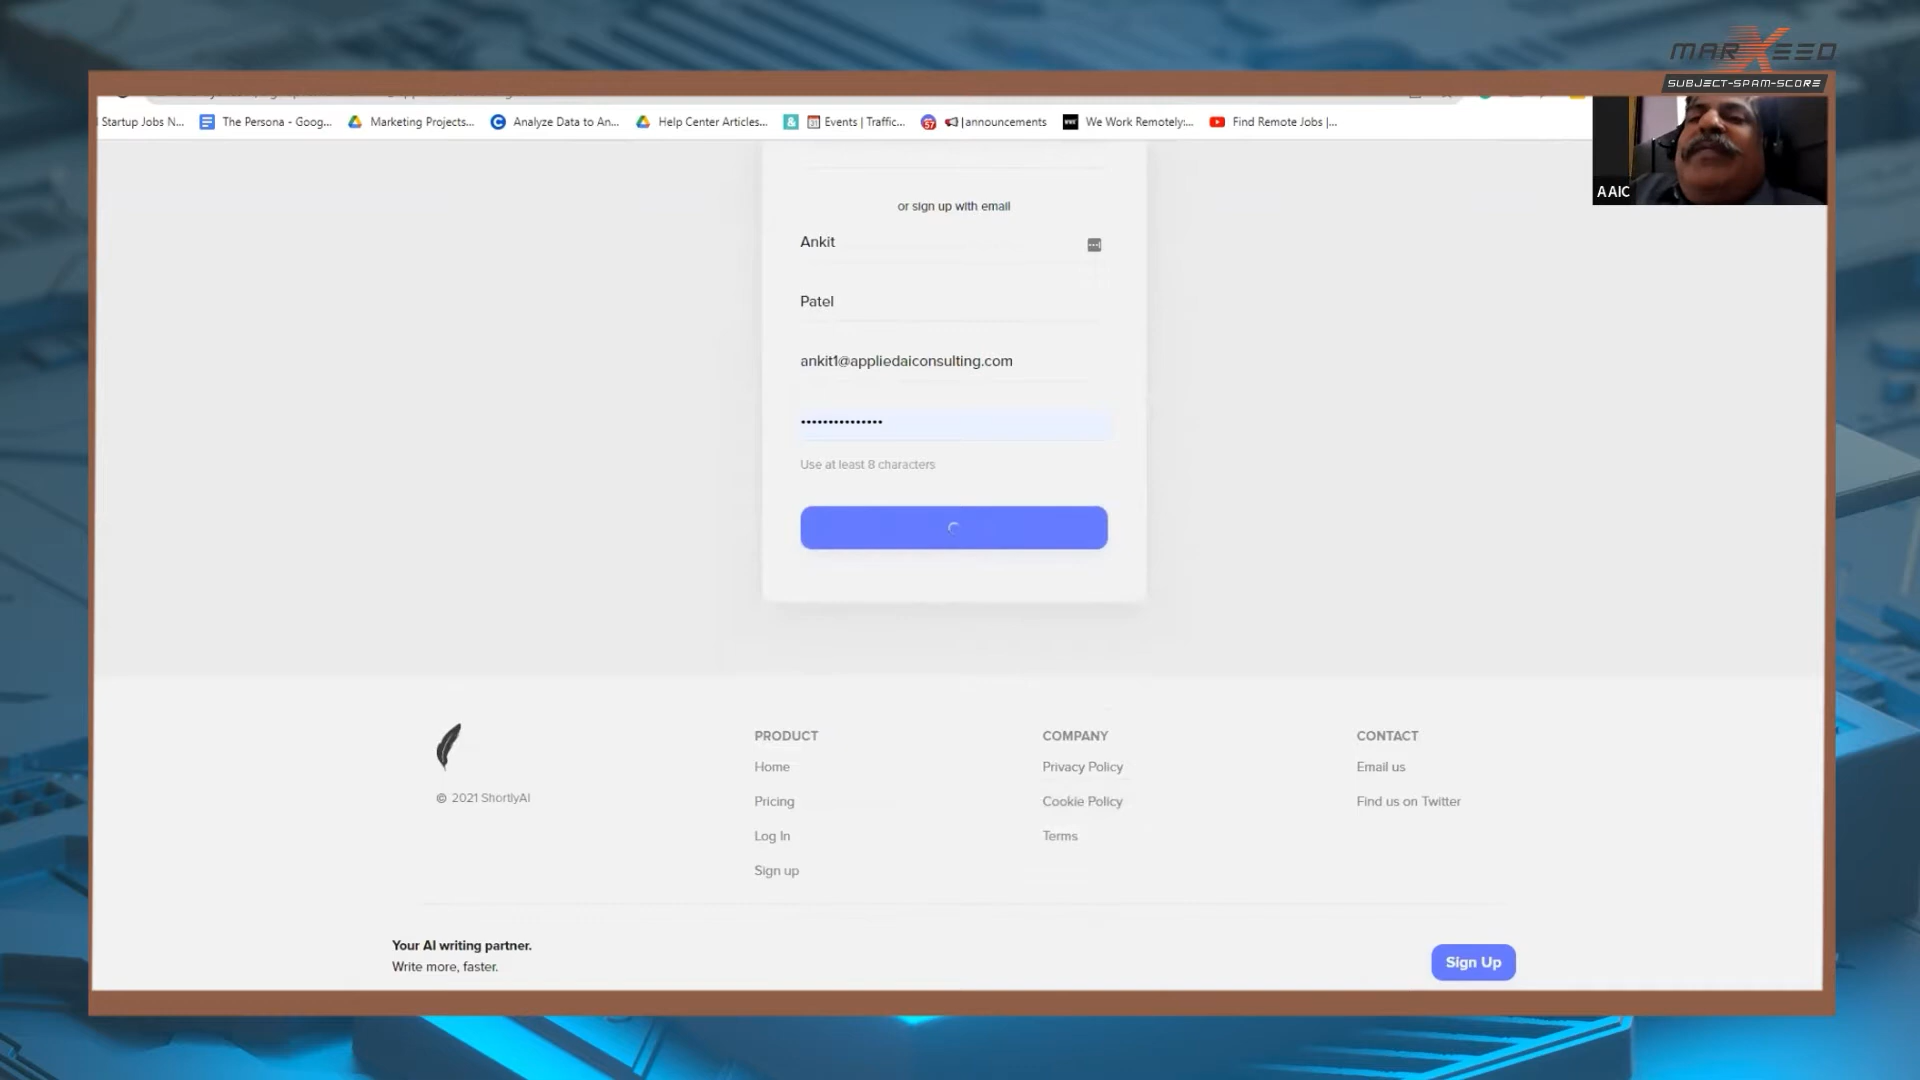 MARXEED
SUBJECT-SPAM-SCORE
Startup Jobs N...
The Persona - Goog...
Marketing Projects...
Analyze Data to An...
Help Center Articles...
Events | Traffic...
57
|announcements
We Work Remotely:...
Find Remote Jobs |...
AAIC
or sign up with email
Ankit
Patel
ankit1@appliedaiconsulting.com
•••••••••••••••
Use at least 8 characters
PRODUCT
Home
Pricing
Log In
Sign up
COMPANY
Privacy Policy
Cookie Policy
Terms
CONTACT
Email us
Find us on Twitter
© 2021 ShortlyAI
Your AI writing partner.
Write more, faster.
Sign Up